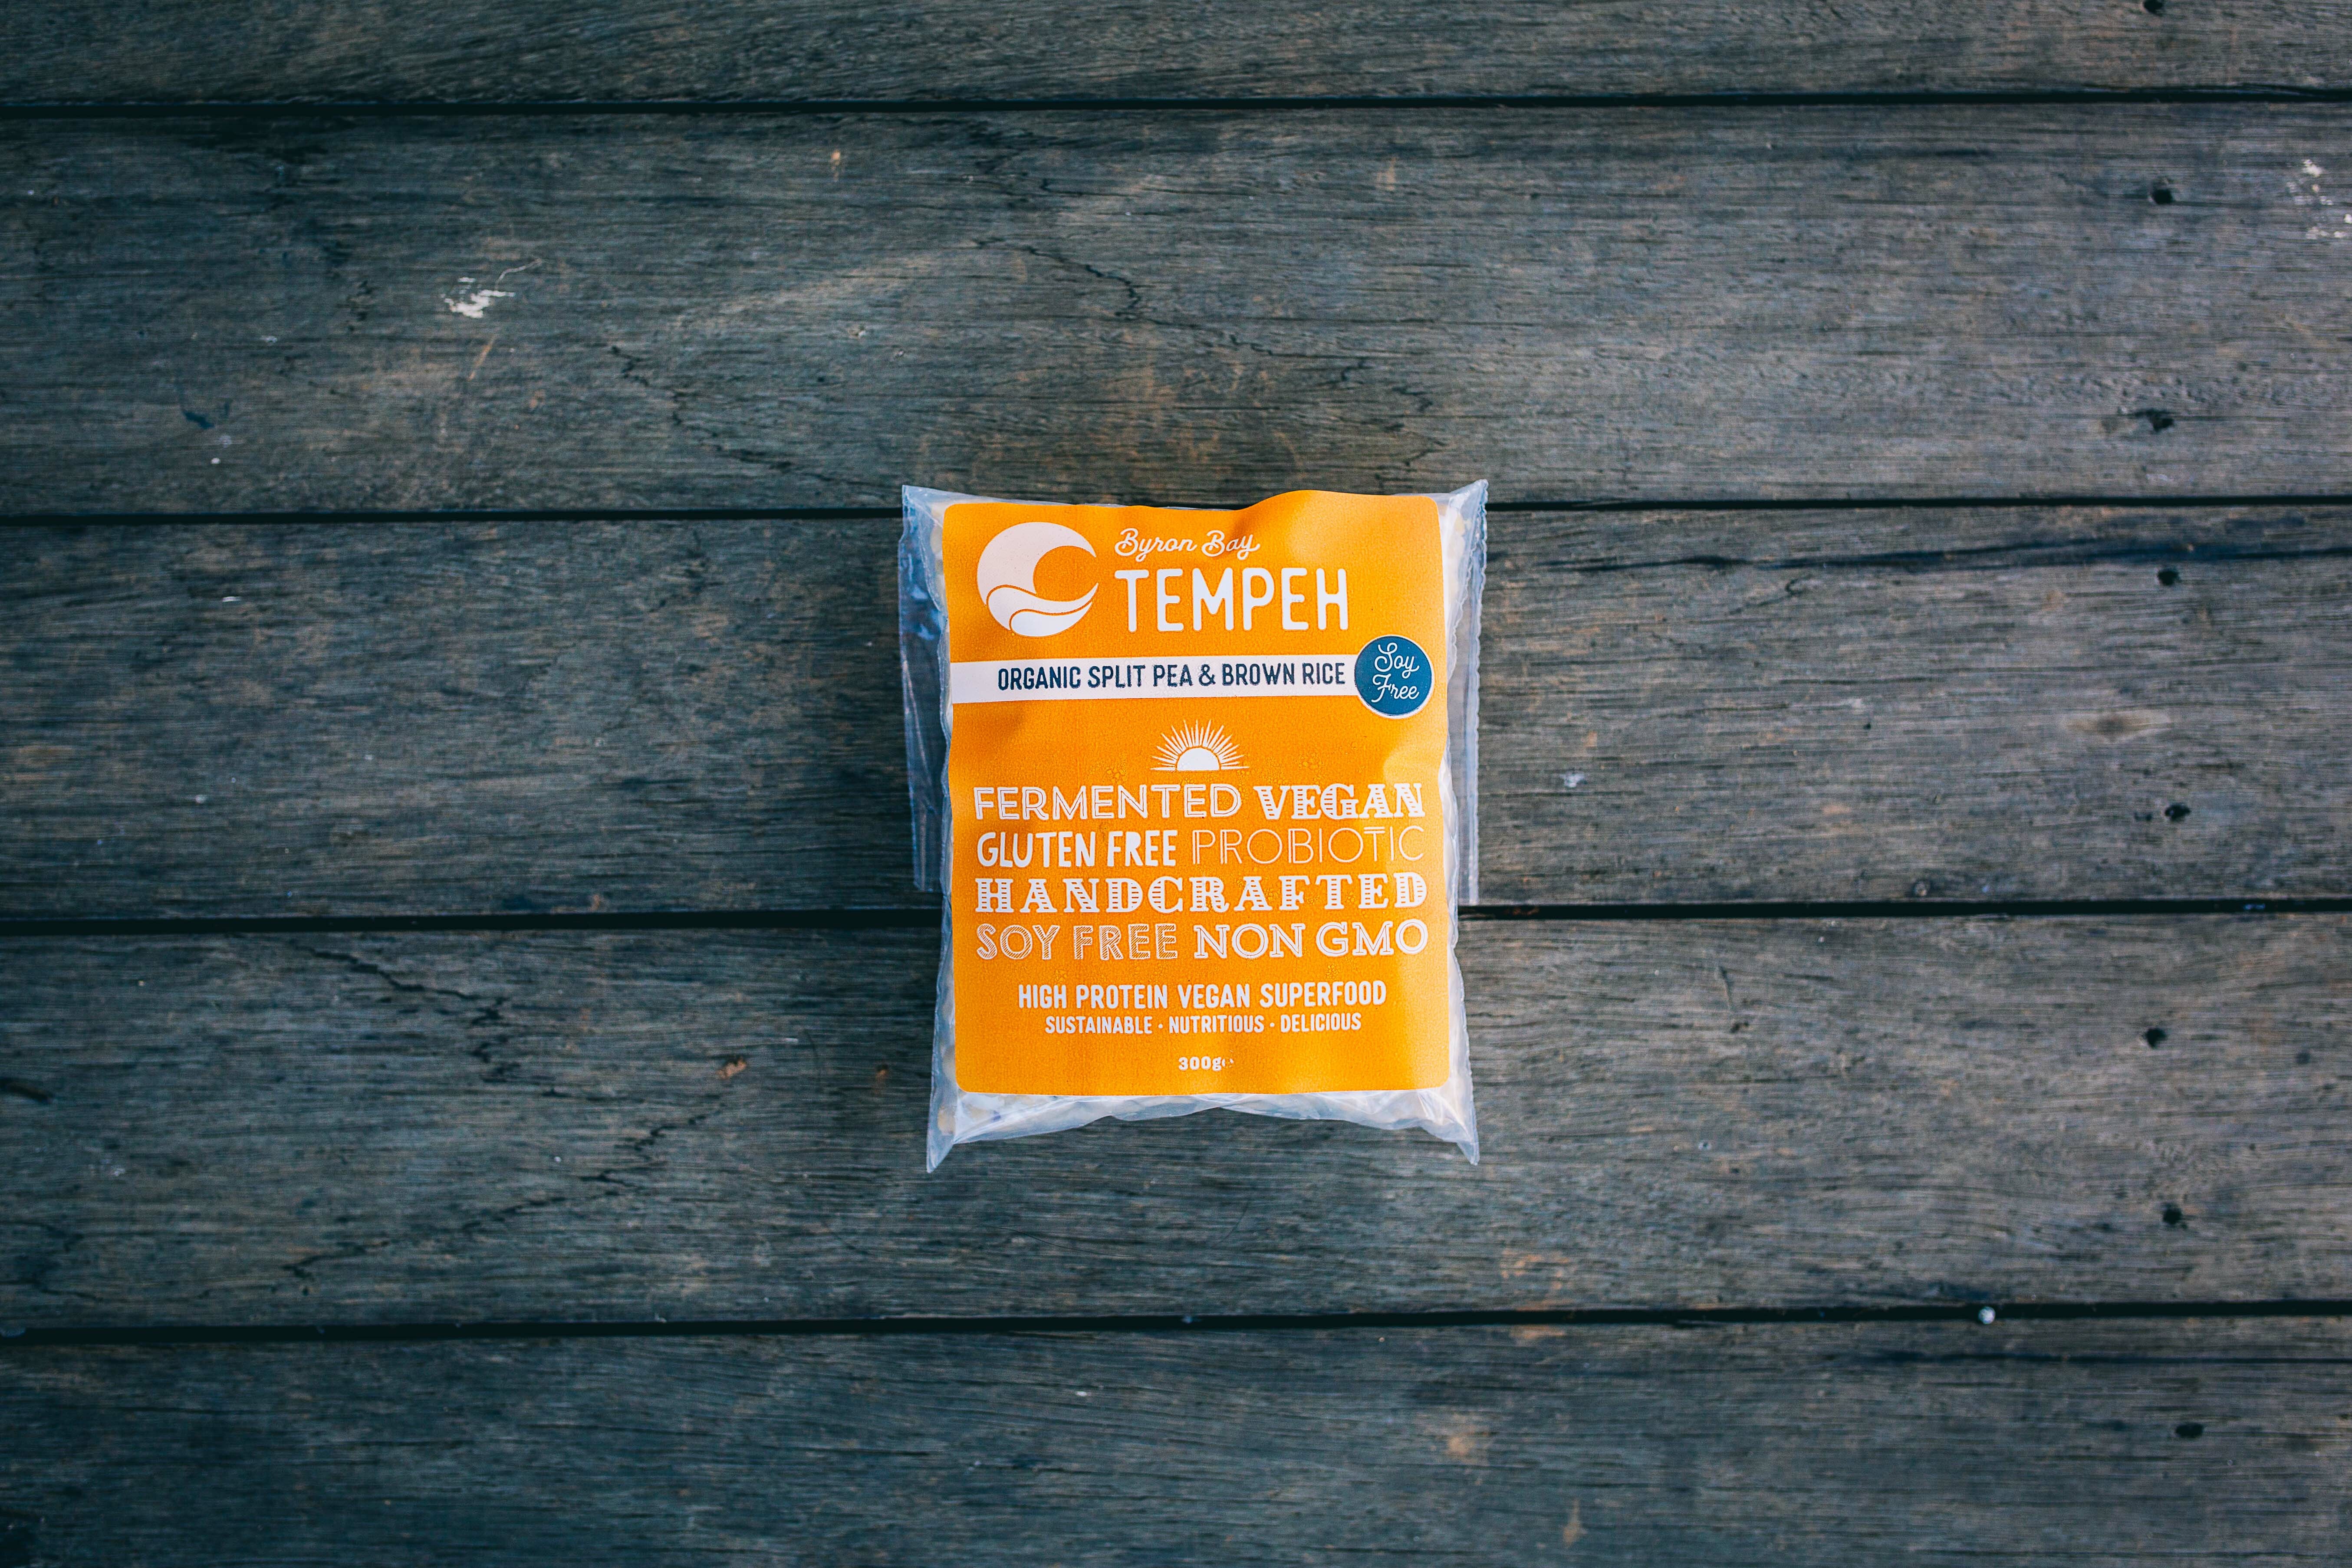 Byron Bay
TEMPEH
ORGANIC SPLIT PEA & BROWN RICE
Soy
Free
FERMENTED VEGAN
GLUTEN FREE PROBIOTIC
HANDCRAFTED
SOY FREE NON GMO
HIGH PROTEIN VEGAN SUPERFOOD
SUSTAINABLE · NUTRITIOUS · DELICIOUS
300g